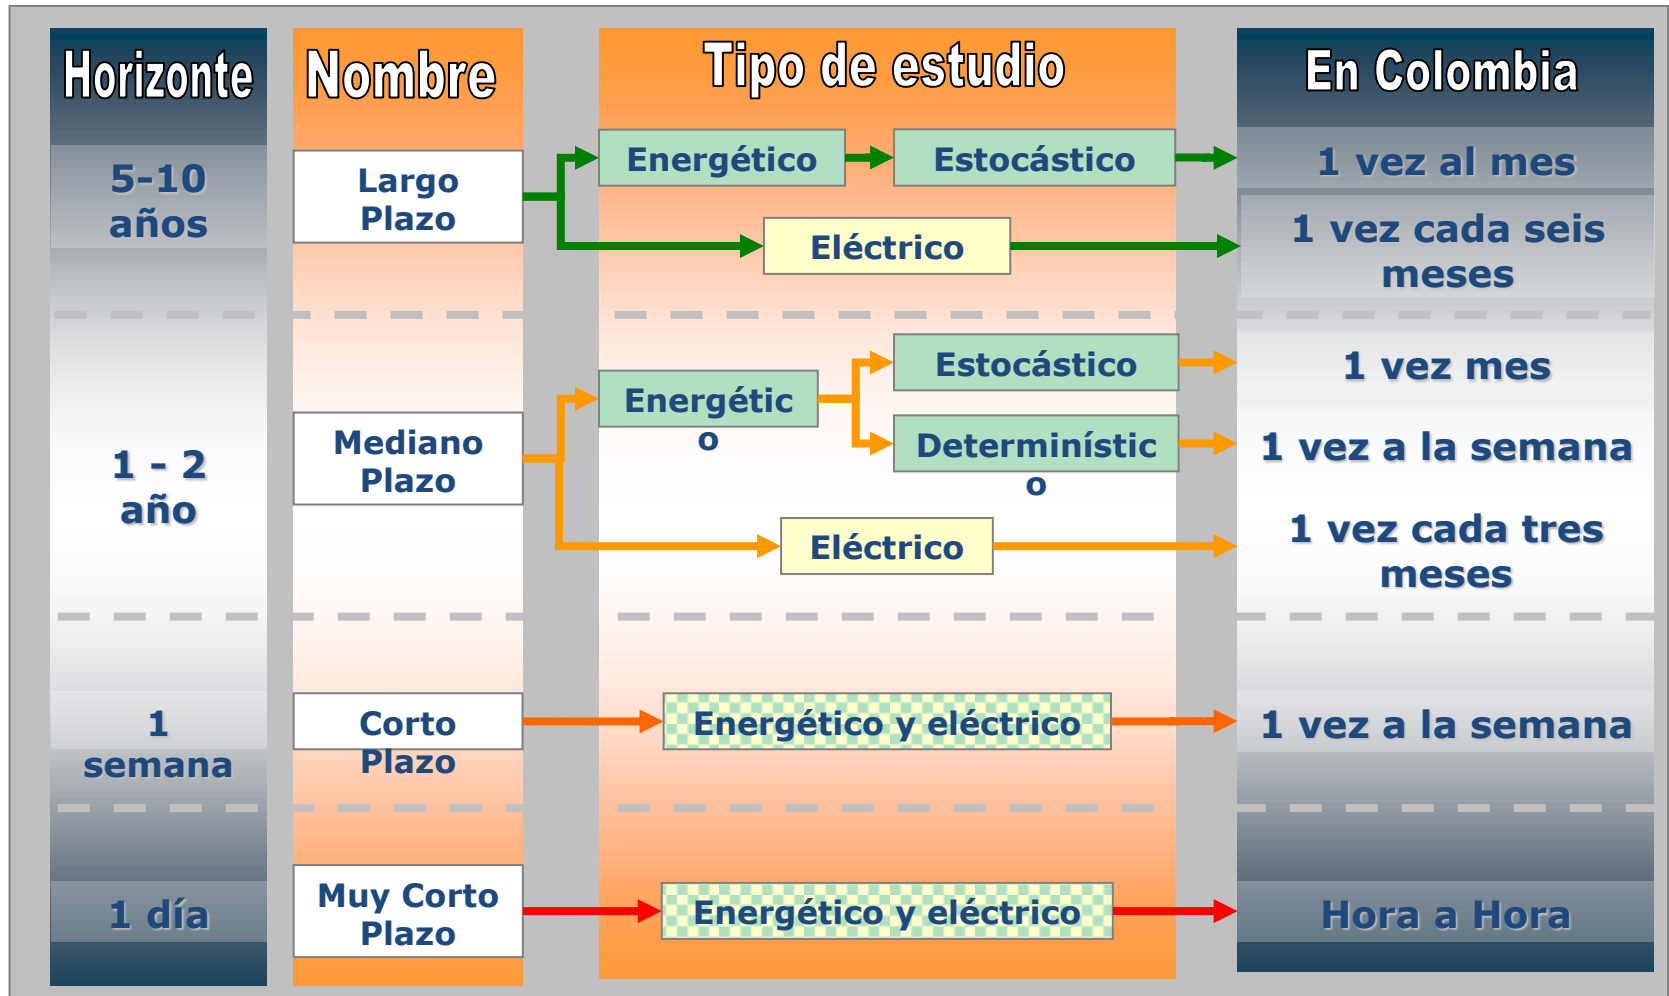 Horizonte
Nombre
Tipo de estudio
En Colombia
5-10
años
Largo
Plazo
Energético
Estocástico
1 vez al mes
Eléctrico
1 vez cada seis
meses
1 - 2
año
Mediano
Plazo
Energétic
o
Estocástico
1 vez mes
Determinístic
o
1 vez a la semana
Eléctrico
1 vez cada tres
meses
1
semana
Corto
Plazo
Energético y eléctrico
1 vez a la semana
1 día
Muy Corto
Plazo
Energético y eléctrico
Hora a Hora